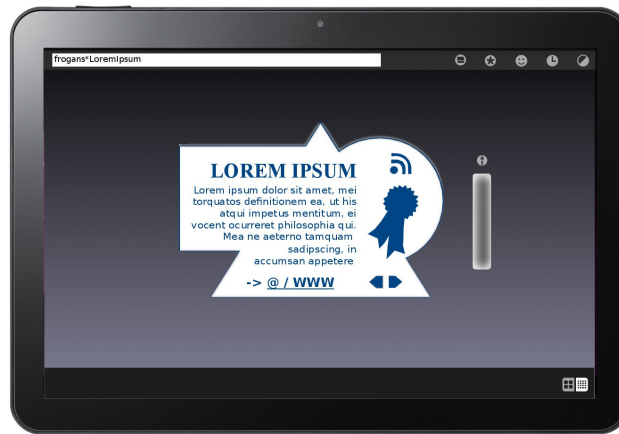 frogans*LoremIpsum
LOREM IPSUM
Lorem ipsum dolor sit amet, mei
torquatos definitionem ea, ut his
atqui impetus mentitum, ei
vocent ocurreret philosophia qui.
Mea ne aeterno tamquam
sadipscing, in
accumsan appetere
-> @ / WWW